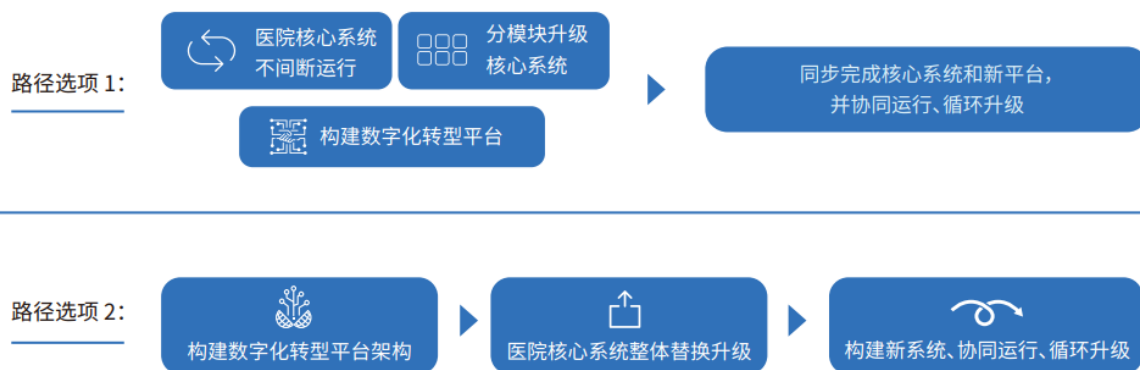 路径选项 1:
医院核心系统
不间断运行
分模块升级
核心系统
构建数字化转型平台
同步完成核心系统和新平台,
并协同运行、循环升级
路径选项 2:
构建数字化转型平台架构
医院核心系统整体替换升级
构建新系统、协同运行、循环升级